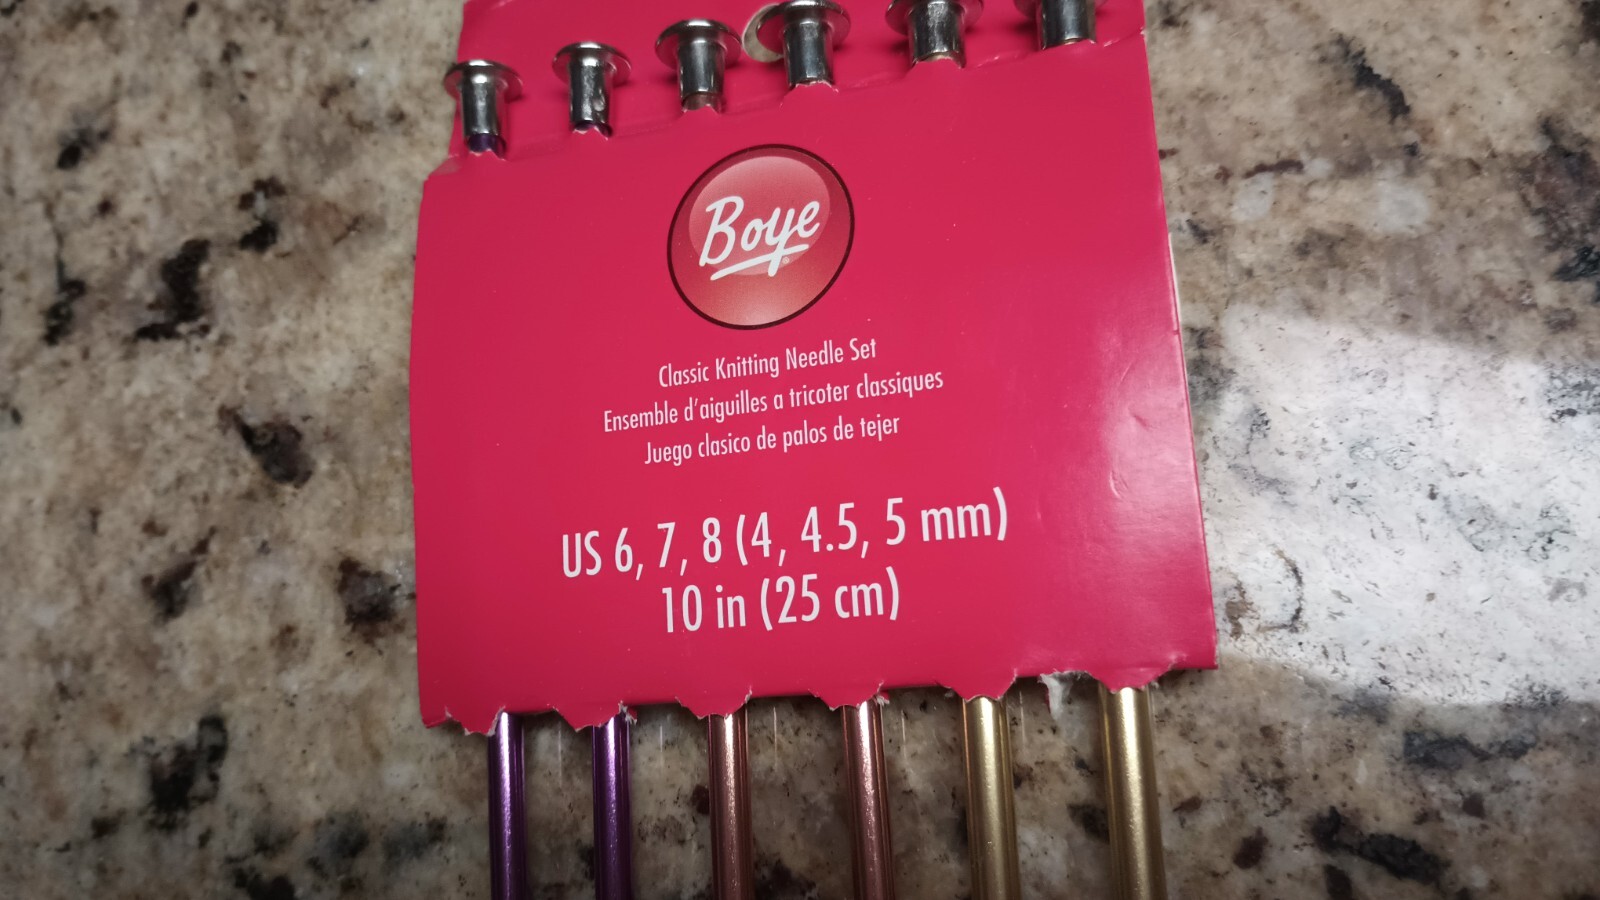 Boye
Classic Knitting Needle Set
Ensemble d'aiguilles a tricoter classiques
Juego clasico de palos de tejer
US 6, 7, 8 (4, 4.5, 5 mm)
10 in (25 cm)